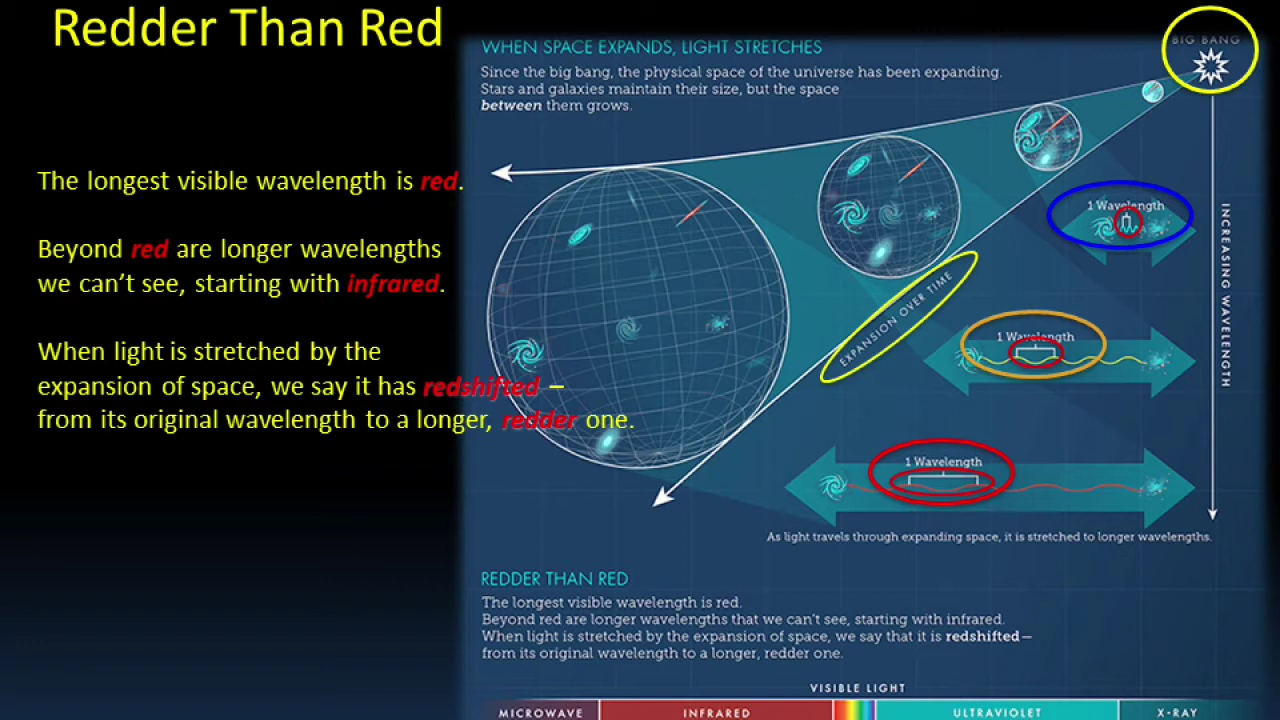 Redder Than Red
The longest visible wavelength is red.
Beyond red are longer wavelengths
we can't see, starting with infrared.
When light is stretched by the
expansion of space, we say it has redshifted –
from its original wavelength to a longer, redder one.
WHEN SPACE EXPANDS, LIGHT STRETCHES
Since the big bang, the physical space of the universe has been expanding.
Stars and galaxies maintain their size, but the space
between them grows.
BIG BANG
EXPANSION OVER TIME
1 Wavelength
1 Wavelength
1 Wavelength
INCREASING WAVELENGTH
As light travels through expanding space, it is stretched to longer wavelengths.
REDDER THAN RED
The longest visible wavelength is red.
Beyond red are longer wavelengths that we can't see, starting with infrared.
When light is stretched by the expansion of space, we say that it is redshifted—
from its original wavelength to a longer, redder one.
VISIBLE LIGHT
MICROWAVE INFRARED ULTRAVIOLET X-RAY